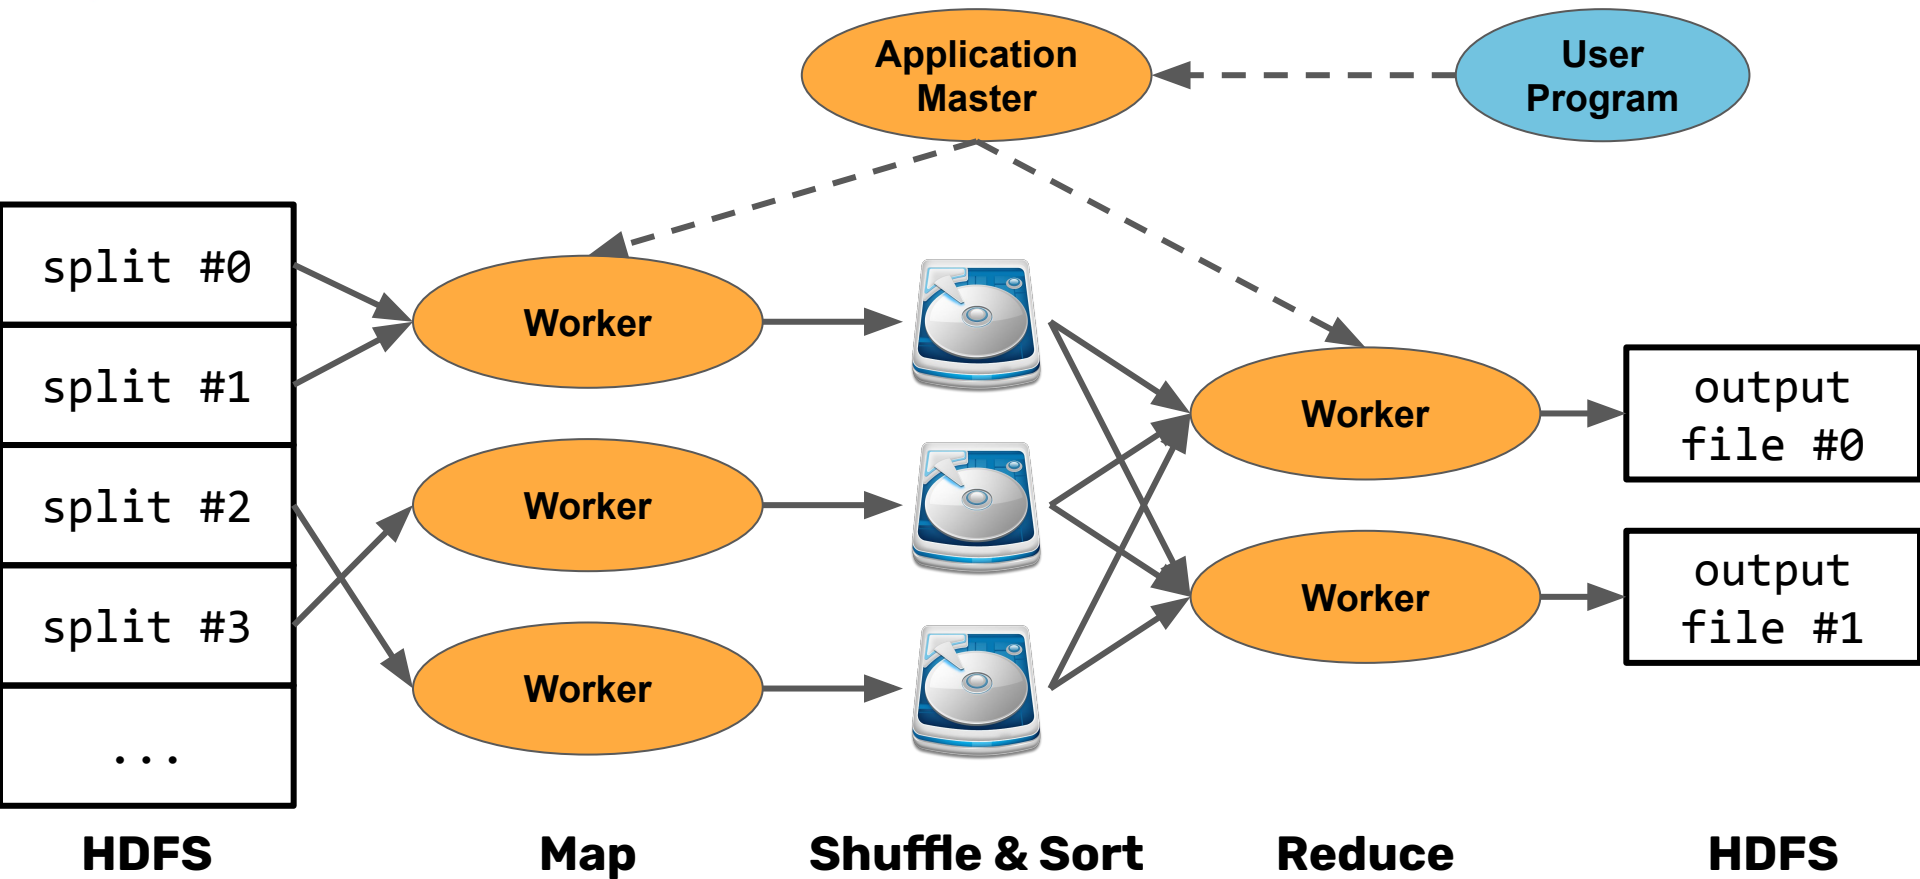 Application
Master
User
Program
split #0
split #1
split #2
split #3
...
Worker
Worker
Worker
Worker
Worker
output
file #0
output
file #1
HDFS
Map
Shuffle & Sort
Reduce
HDFS